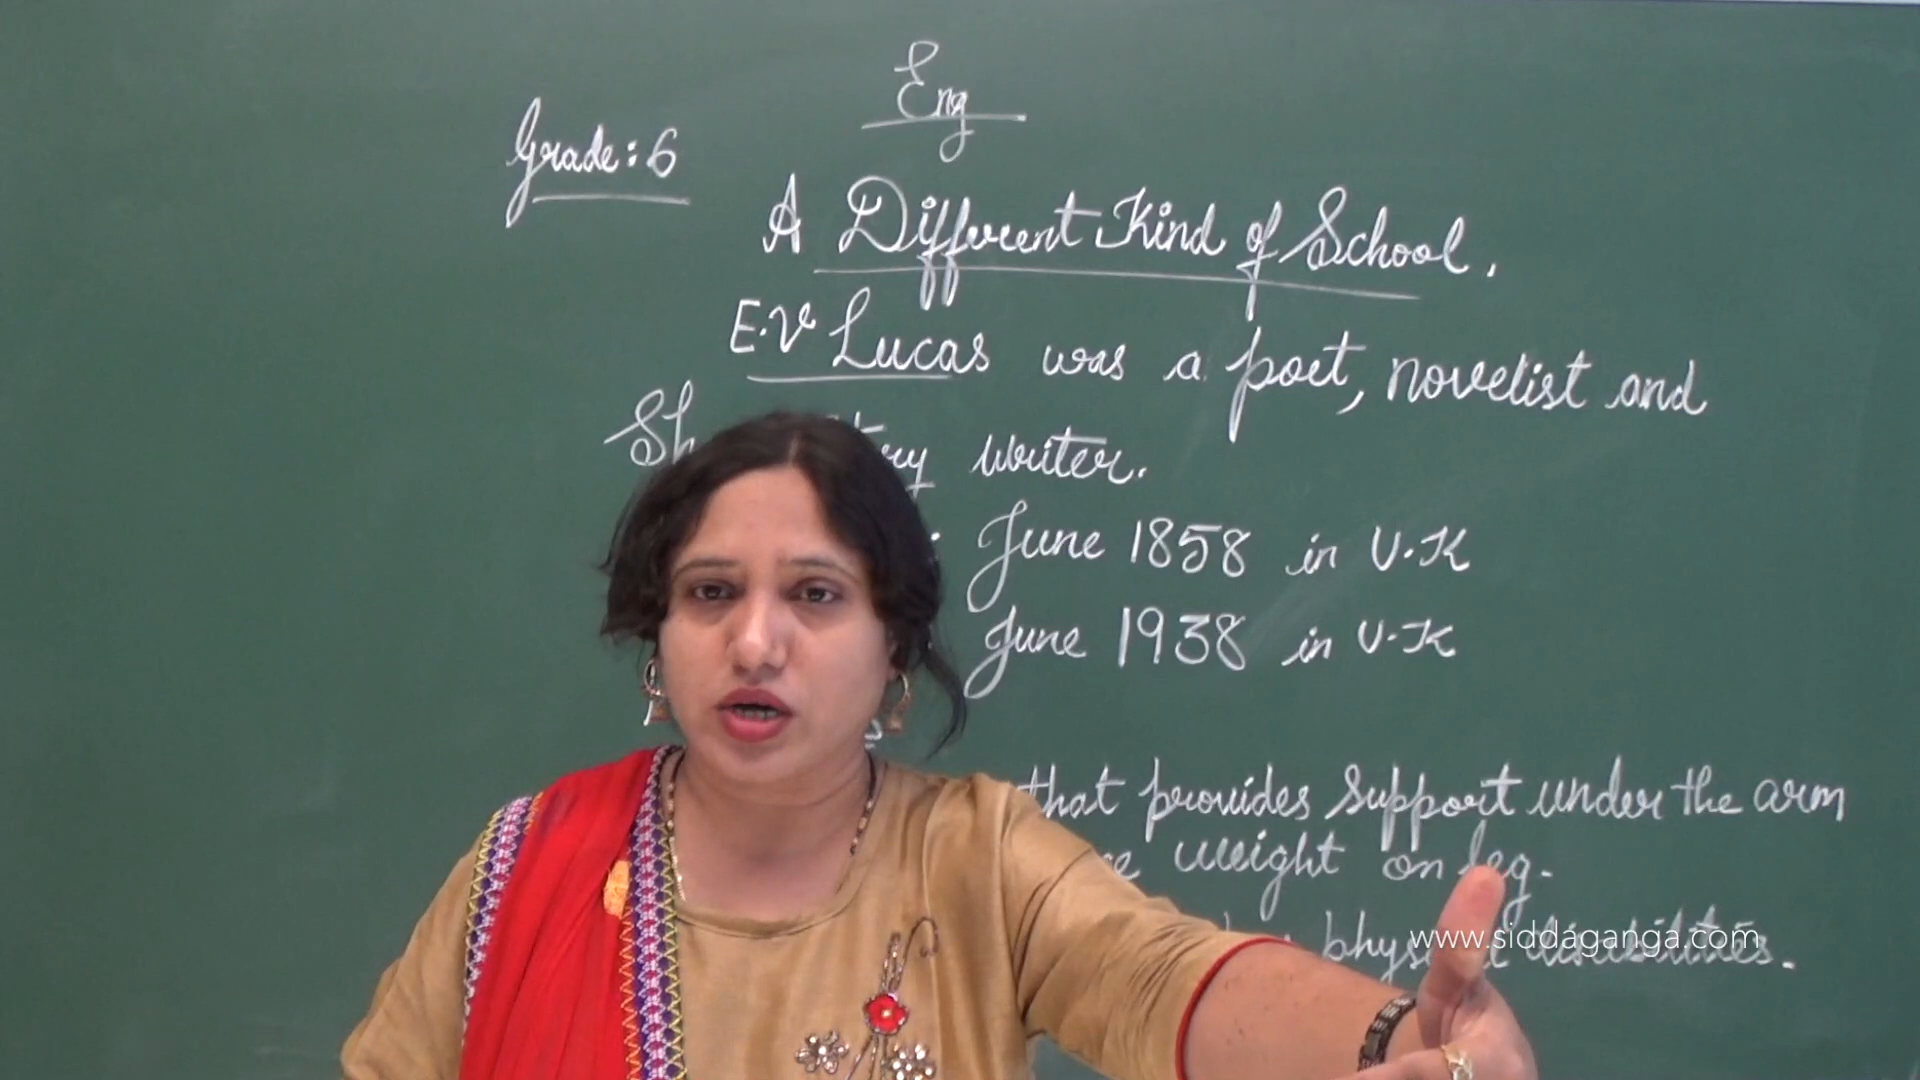 Eng
Grade: 6
A Different Kind of School.
E.V Lucas was a poet, novelist and
writer.
June 1858 in U.K
June 1938 in U.K
that provides support under the arm
weight on leg.
www.siddaganga.com